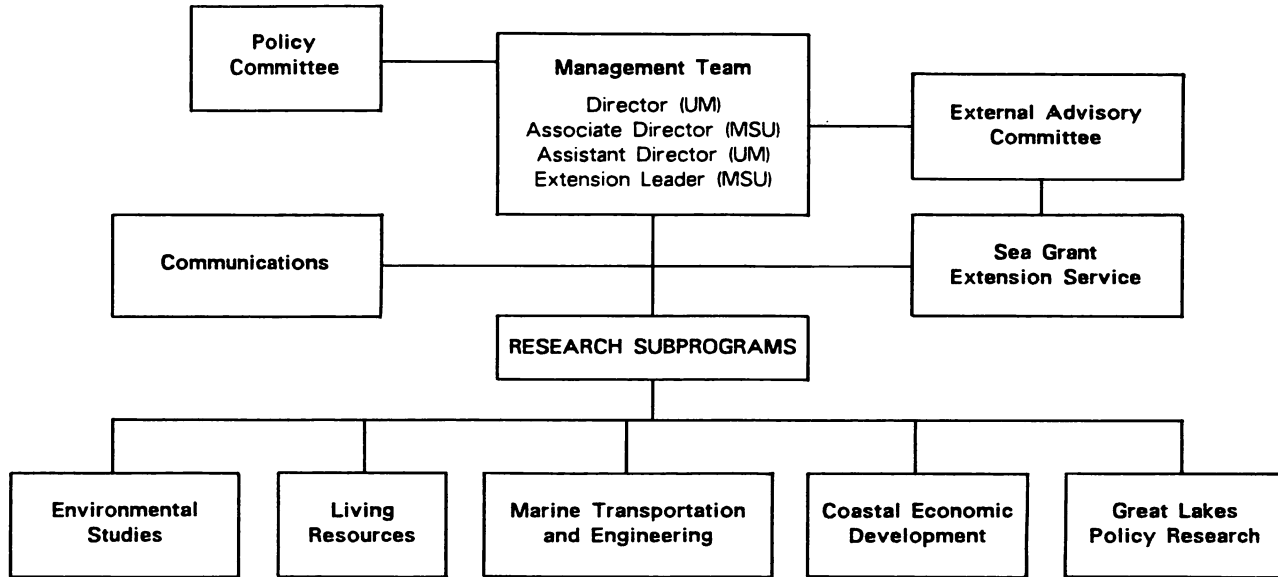 Policy
Committee
Management Team
Director (UM)
Associate Director (MSU)
Assistant Director (UM)
Extension Leader (MSU)
External Advisory
Committee
Communications
Sea Grant
Extension Service
RESEARCH SUBPROGRAMS
Environmental
Studies
Living
Resources
Marine Transportation
and Engineering
Coastal Economic
Development
Great Lakes
Policy Research